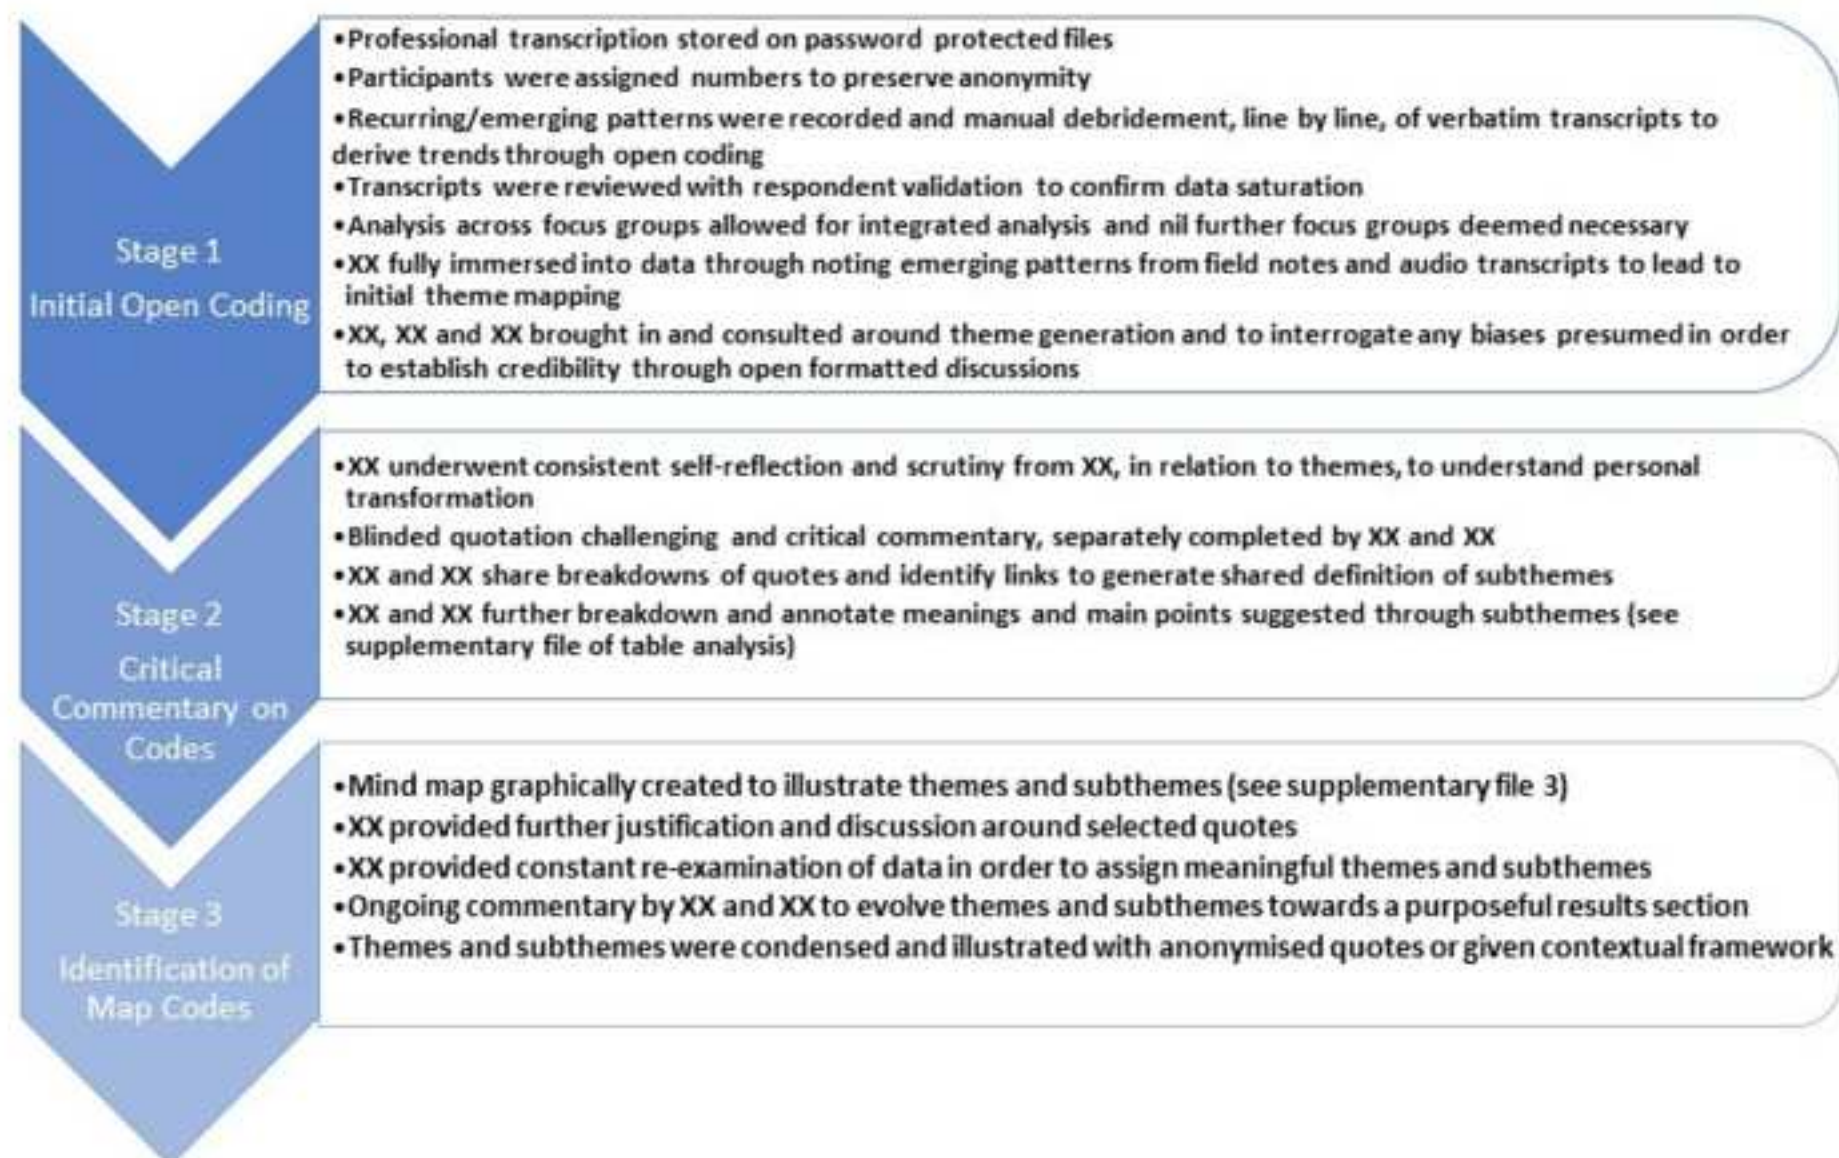 Stage 1
Initial Open Coding
•Professional transcription stored on password protected files
•Participants were assigned numbers to preserve anonymity
•Recurring/emerging patterns were recorded and manual debridement, line by line, of verbatim transcripts to
derive trends through open coding
•Transcripts were reviewed with respondent validation to confirm data saturation
•Analysis across focus groups allowed for integrated analysis and nil further focus groups deemed necessary
•XX fully immersed into data through noting emerging patterns from field notes and audio transcripts to lead to
initial theme mapping
•XX, XX and XX brought in and consulted around theme generation and to interrogate any biases presumed in order
to establish credibility through open formatted discussions
Stage 2
Critical
Commentary on
Codes
•XX underwent consistent self-reflection and scrutiny from XX, in relation to themes, to understand personal
transformation
•Blinded quotation challenging and critical commentary, separately completed by XX and XX
•XX and XX share breakdowns of quotes and identify links to generate shared definition of subthemes
•XX and XX further breakdown and annotate meanings and main points suggested through subthemes (see
supplementary file of table analysis)
Stage 3
Identification of
Map Codes
•Mind map graphically created to illustrate themes and subthemes (see supplementary file 3)
•XX provided further justification and discussion around selected quotes
•XX provided constant re-examination of data in order to assign meaningful themes and subthemes
•Ongoing commentary by XX and XX to evolve themes and subthemes towards a purposeful results section
•Themes and subthemes were condensed and illustrated with anonymised quotes or given contextual framework